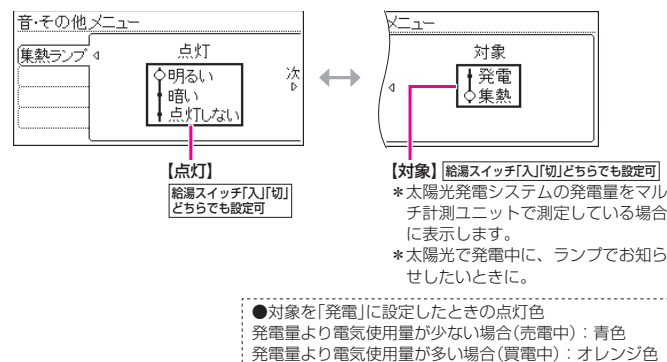 音・その他メニュー
集熱ランプ
点灯
明るい
暗い
点灯しない
次
メニュー
対象
発電
集熱
【点灯】
給湯スイッチ「入」「切」
どちらでも設定可
【対象】 給湯スイッチ「入」「切」どちらでも設定可
＊太陽光発電システムの発電量をマル
チ計測ユニットで測定している場合
に表示します。
＊太陽光で発電中に、ランプでお知ら
せしたいときに。
●対象を「発電」に設定したときの点灯色
発電量より電気使用量が少ない場合(売電中)：青色
発電量より電気使用量が多い場合(買電中)：オレンジ色